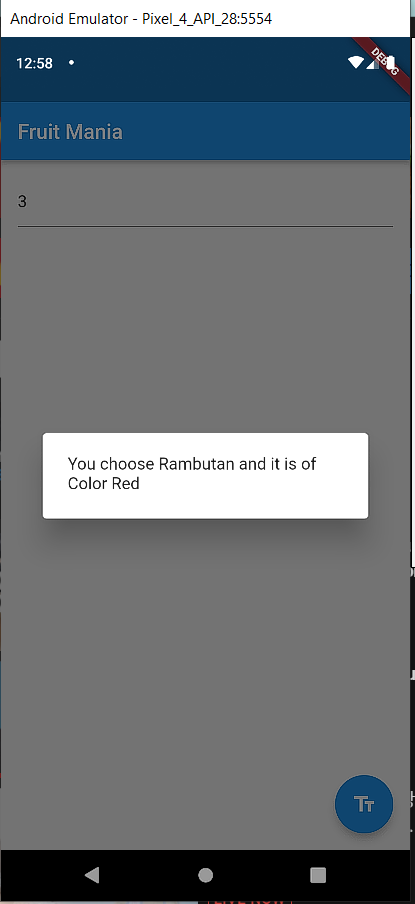 Android Emulator - Pixel_4_API_28:5554
12:58
DEBUG
Fruit Mania
3
You choose Rambutan and it is of
Color Red